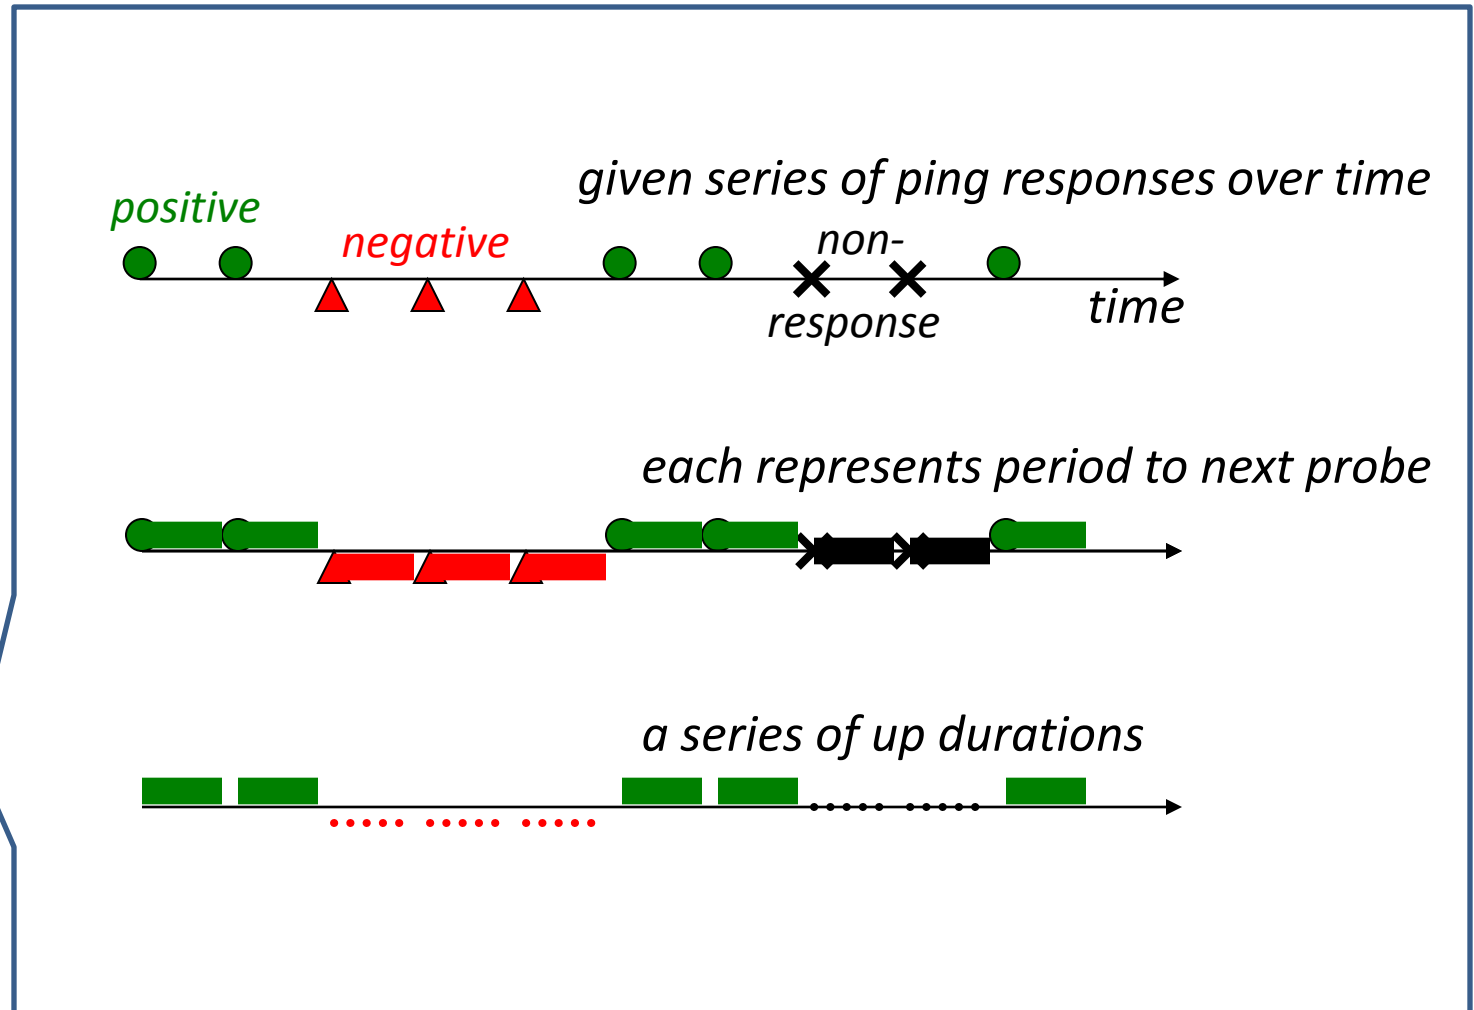 given series of ping responses over time
positive
negative
non-
response
time
each represents period to next probe
a series of up durations